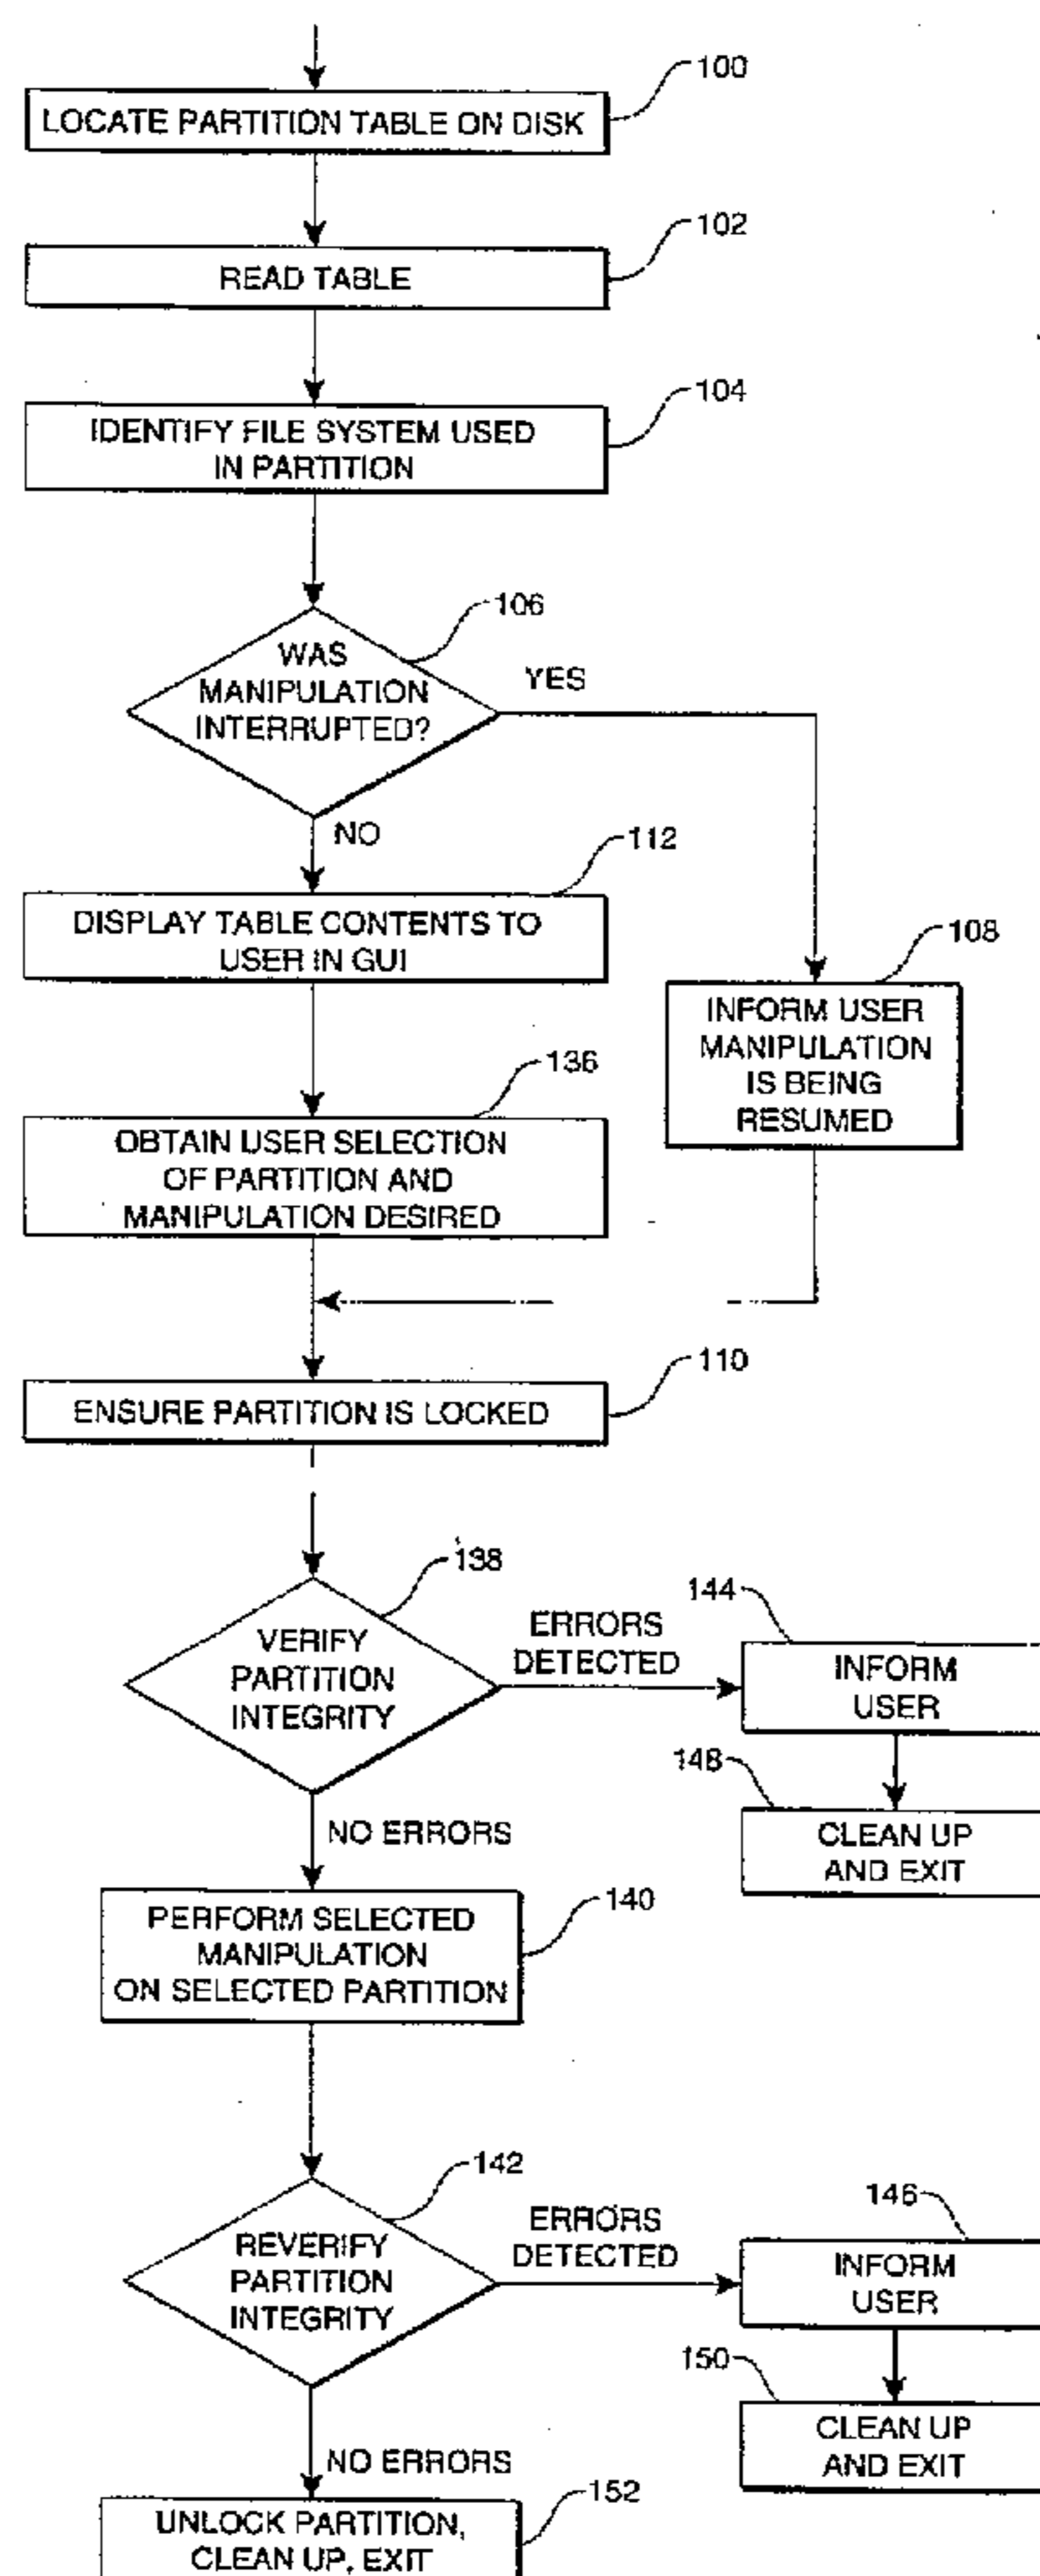 100
LOCATE PARTITION TABLE ON DISK
102
READ TABLE
104
IDENTIFY FILE SYSTEM USED
IN PARTITION
106
WAS
MANIPULATION
INTERRUPTED?
YES
NO
112
DISPLAY TABLE CONTENTS TO
USER IN GUI
108
INFORM USER
MANIPULATION
IS BEING
RESUMED
136
OBTAIN USER SELECTION
OF PARTITION AND
MANIPULATION DESIRED
110
ENSURE PARTITION IS LOCKED
138
VERIFY
PARTITION
INTEGRITY
ERRORS
DETECTED
144
INFORM
USER
148
CLEAN UP
AND EXIT
NO ERRORS
140
PERFORM SELECTED
MANIPULATION
ON SELECTED PARTITION
142
REVERIFY
PARTITION
INTEGRITY
ERRORS
DETECTED
146
INFORM
USER
150
CLEAN UP
AND EXIT
NO ERRORS
152
UNLOCK PARTITION,
CLEAN UP, EXIT